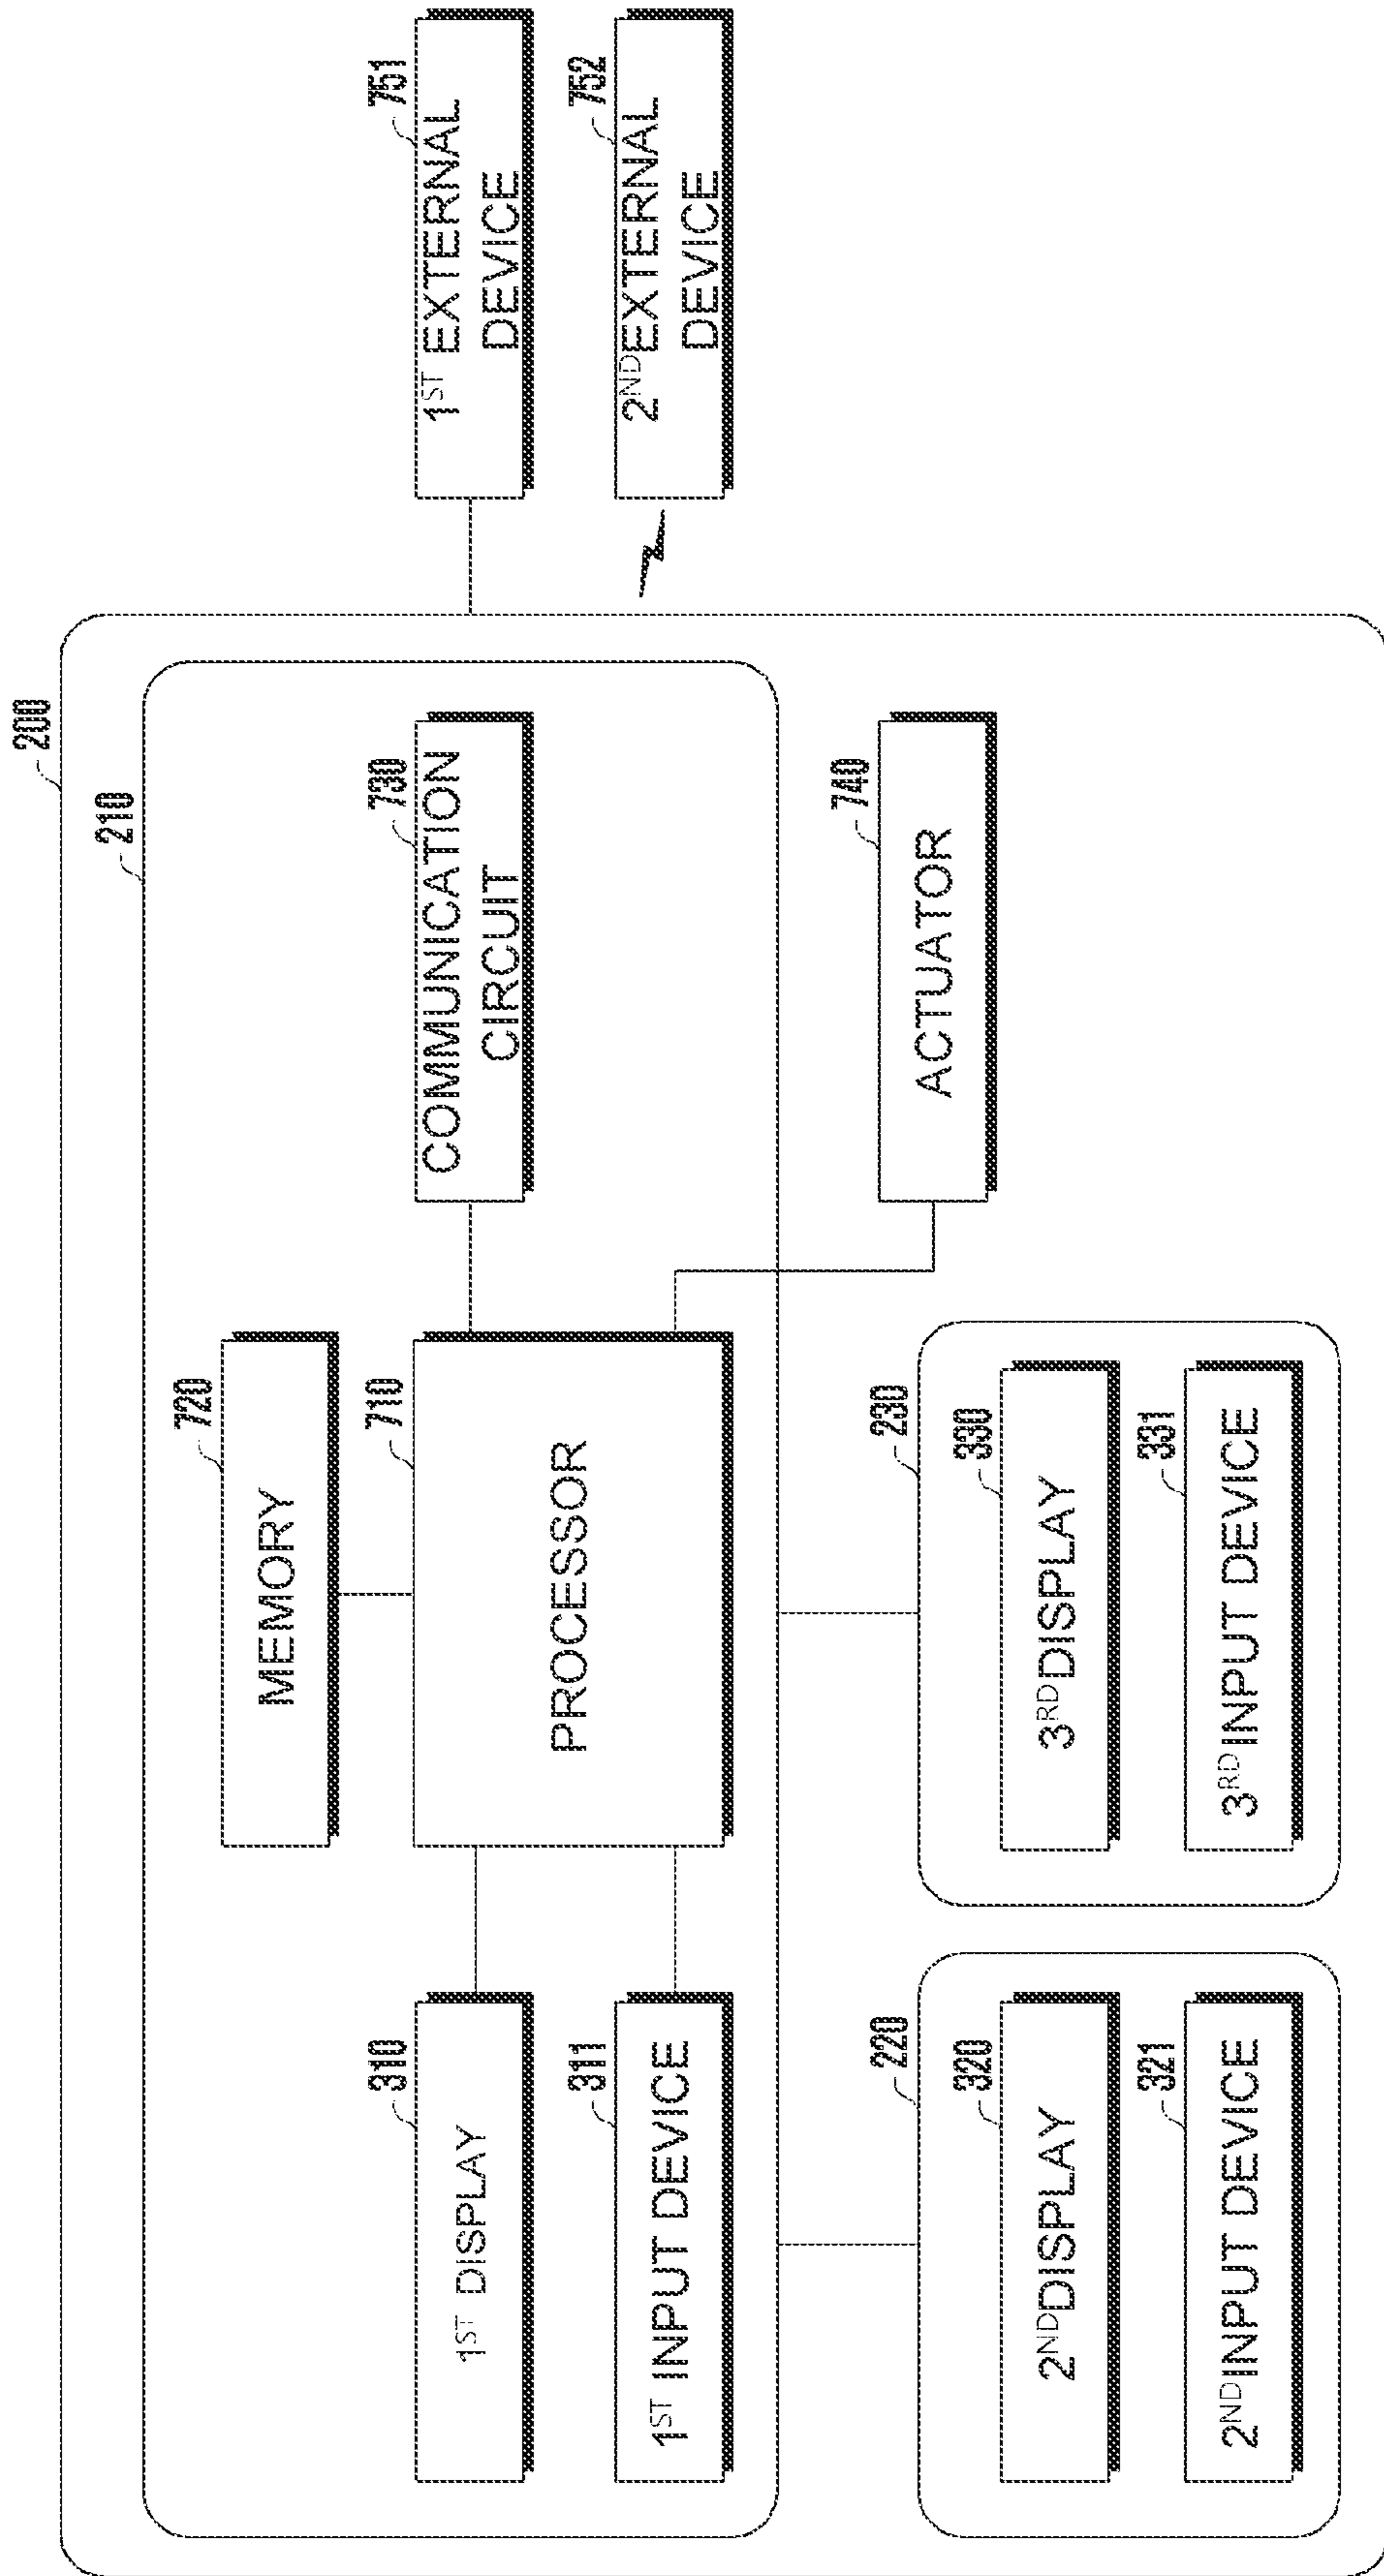 200
210
720
MEMORY
310
1ST DISPLAY
710
PROCESSOR
730
COMMUNICATION
CIRCUIT
751
1ST EXTERNAL
DEVICE
311
1ST INPUT DEVICE
752
2ND EXTERNAL
DEVICE
740
ACTUATOR
220
320
2ND DISPLAY
321
2ND INPUT DEVICE
230
330
3RD DISPLAY
331
3RD INPUT DEVICE